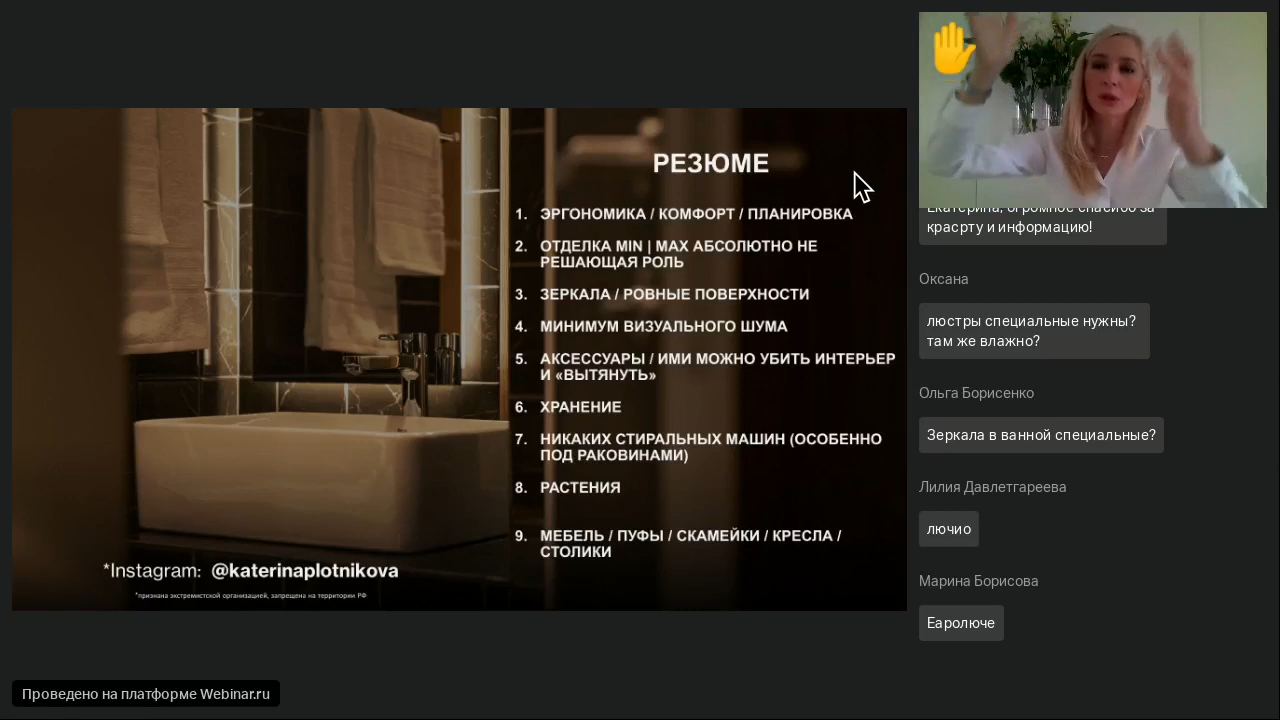 РЕЗЮМЕ
1. ЭРГОНОМИКА / КОМФОРТ / ПЛАНИРОВКА
2. ОТДЕЛКА MIN | MAX АБСОЛЮТНО НЕ
РЕШАЮЩАЯ РОЛЬ
3. ЗЕРКАЛА / РОВНЫЕ ПОВЕРХНОСТИ
4. МИНИМУМ ВИЗУАЛЬНОГО ШУМА
5. АКСЕССУАРЫ / ИМИ МОЖНО УБИТЬ ИНТЕРЬЕР
И «ВЫТЯНУТЬ»
6. ХРАНЕНИЕ
7. НИКАКИХ СТИРАЛЬНЫХ МАШИН (ОСОБЕННО
ПОД РАКОВИНАМИ)
8. РАСТЕНИЯ
9. МЕБЕЛЬ / ПУФЫ / СКАМЕЙКИ / КРЕСЛА /
СТОЛИКИ
*Instagram: @katerinaplotnikova
*признана экстремистской организацией, запрещена на территории РФ
Екатерина, огромное спасибо за
красрту и информацию!
Оксана
люстры специальные нужны?
там же влажно?
Ольга Борисенко
Зеркала в ванной специальные?
Лилия Давлетгареева
лючио
Марина Борисова
Еаролюче
Проведено на платформе Webinar.ru